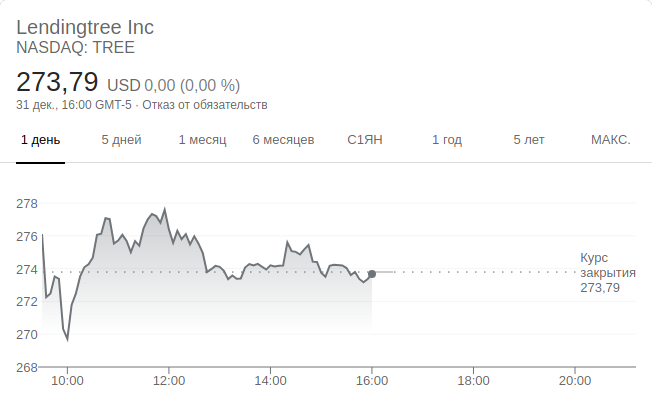 Lendingtree Inc
NASDAQ: TREE
273,79 USD 0,00 (0,00 %)
31 дек., 16:00 GMT-5 · Отказ от обязательств
1 день 5 дней 1 месяц 6 месяцев С1ЯН 1 год 5 лет МАКС.
278
276
274
272
270
268
Курс
закрытия
273,79
10:00 12:00 14:00 16:00 18:00 20:00